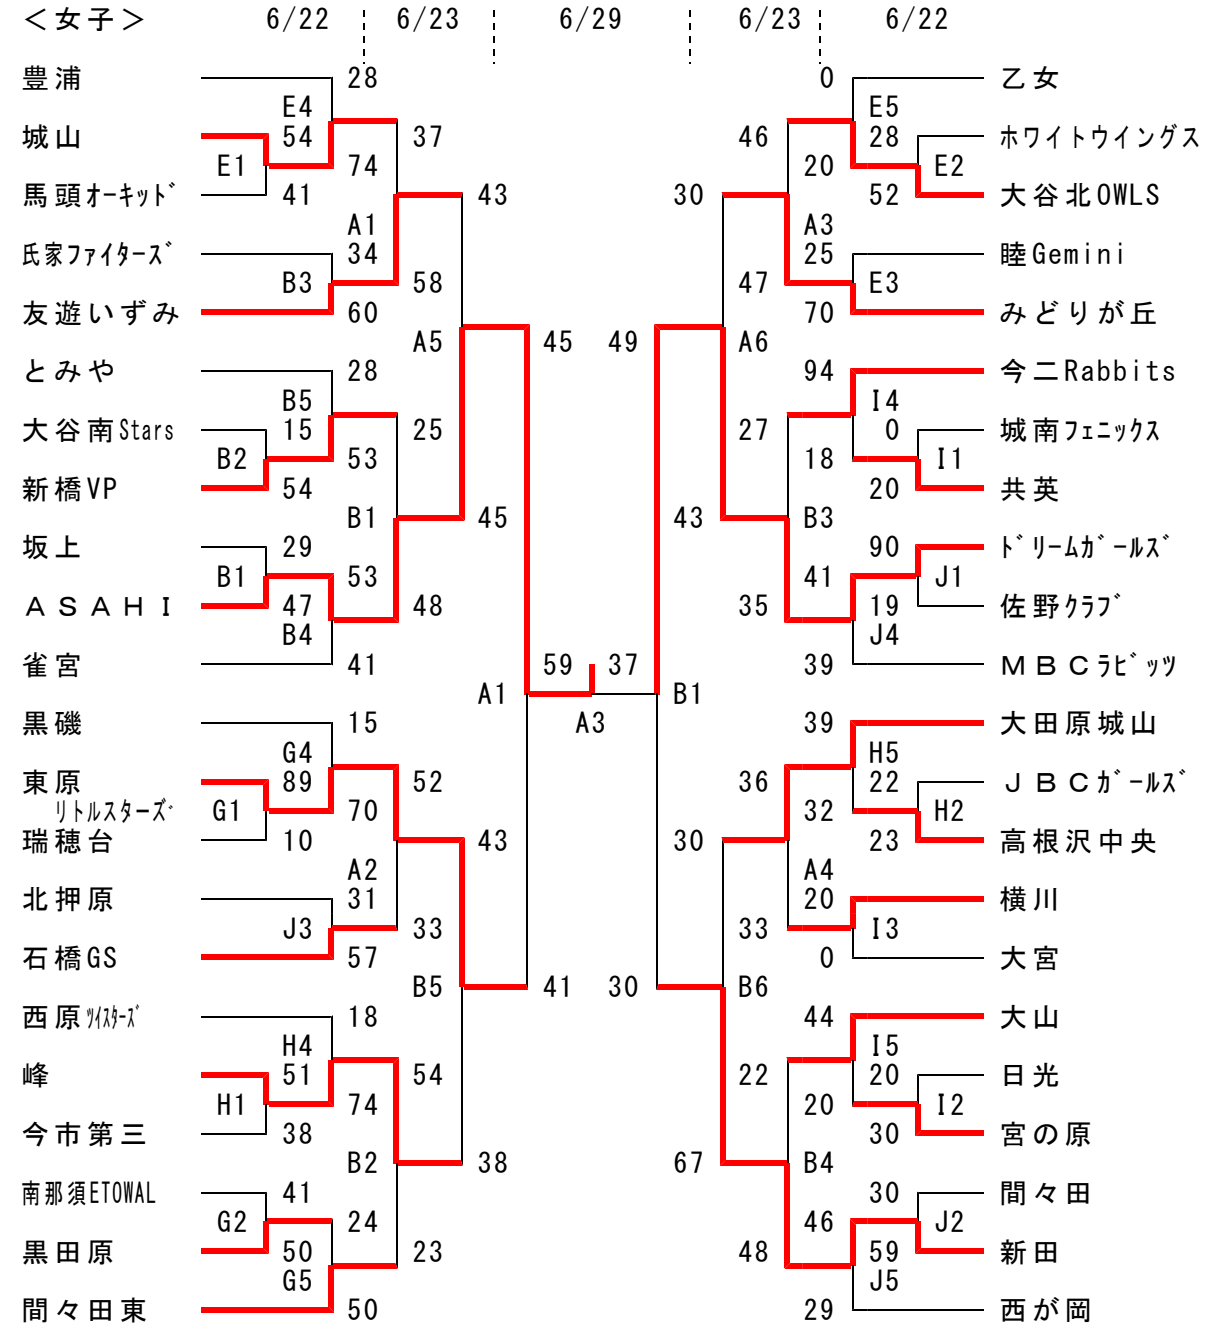 ＜女子＞ 6/22 6/23 6/29 6/23 6/22
豊浦 28 0 乙女
E4 E5
城山 54 37 46 28 ホワイトウイングス
E1 74 20 E2
馬頭オーキッド 41 43 30 52 大谷北OWLS
A1 A3
氏家ファイターズ 34 25 睦Gemini
B3 58 47 E3
友遊いずみ 60 70 みどりが丘
A5 45 49 A6
とみや 28 94 今二Rabbits
B5 I4
大谷南Stars 15 25 27 0 城南フェニックス
B2 53 18 I1
新橋VP 54 20 共英
B1 45 43 B3
坂上 29 90 ドリームガールズ
B1 53 41 J1
ＡＳＡＨＩ 47 48 35 19 佐野クラブ
B4 J4
雀宮 41 59 37 39 ＭＢＣラビッツ
A1 B1
黒磯 15 A3 39 大田原城山
G4 H5
東原 89 52 36 22 ＪＢＣガールズ
リトルスターズ G1 70 32 H2
瑞穂台 10 43 30 23 高根沢中央
A2 A4
北押原 31 20 横川
J3 33 33 I3
石橋GS 57 0 大宮
B5 41 30 B6
西原ツイスターズ 18 44 大山
H4 I5
峰 51 54 22 20 日光
H1 74 20 I2
今市第三 38 30 宮の原
B2 38 67 B4
南那須ETOWAL 41 30 間々田
G2 24 46 J2
黒田原 50 23 48 59 新田
G5 J5
間々田東 50 29 西が岡